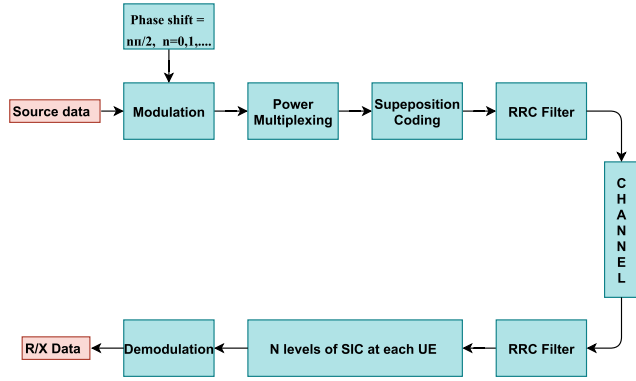 Phase shift =
nπ/2, n=0,1,....
Source data
Modulation
Power
Multiplexing
Supeposition
Coding
RRC Filter
C
H
A
N
N
E
L
R/X Data
Demodulation
N levels of SIC at each UE
RRC Filter